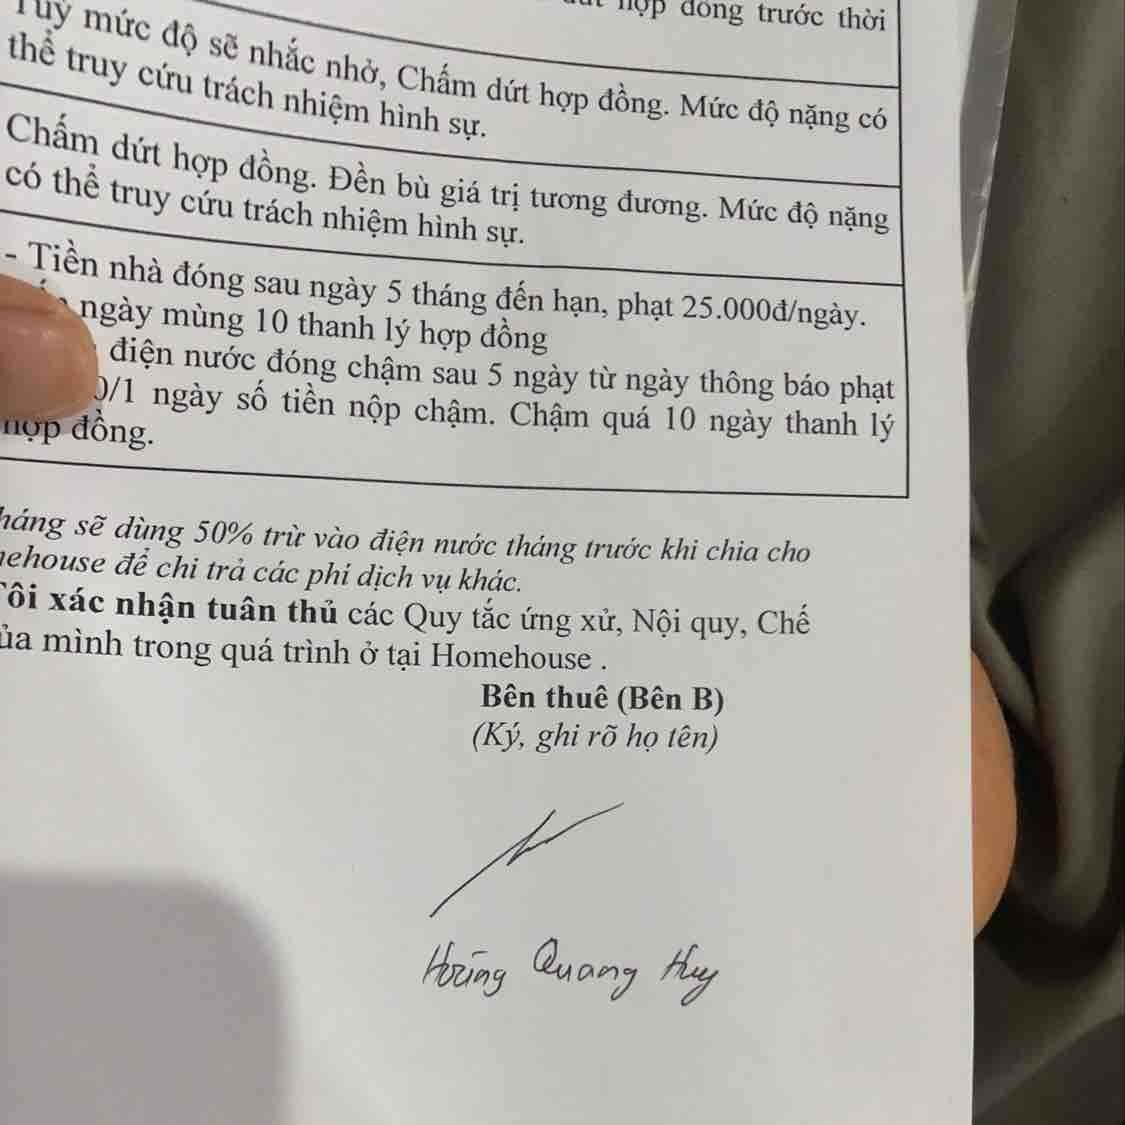 hợp đồng trước thời
Tuỳ mức độ sẽ nhắc nhở, Chấm dứt hợp đồng. Mức độ nặng có
thể truy cứu trách nhiệm hình sự.
Chấm dứt hợp đồng. Đền bù giá trị tương đương. Mức độ nặng
có thể truy cứu trách nhiệm hình sự.
- Tiền nhà đóng sau ngày 5 tháng đến hạn, phạt 25.000đ/ngày.
ngày mùng 10 thanh lý hợp đồng
điện nước đóng chậm sau 5 ngày từ ngày thông báo phạt
0/1 ngày số tiền nộp chậm. Chậm quá 10 ngày thanh lý
hợp đồng.
háng sẽ dùng 50% trừ vào điện nước tháng trước khi chia cho
ehouse để chi trả các phí dịch vụ khác.
Tôi xác nhận tuân thủ các Quy tắc ứng xử, Nội quy, Chế
ủa mình trong quá trình ở tại Homehouse .
Bên thuê (Bên B)
(Ký, ghi rõ họ tên)
Hoàng Quang Huy